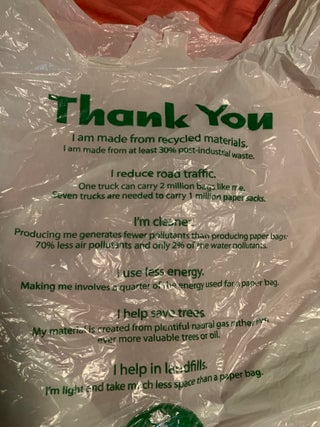 Thank You
I am made from recycled materials.
I am made from at least 30% post-industrial waste.
I reduce road traffic.
One truck can carry 2 million bags like me.
Seven trucks are needed to carry 1 million paper sacks.
I'm cleaner.
Producing me generates fewer pollutants than producing paper bags:
70% less air pollutants and only 2% of the water pollutants.
I use less energy.
Making me involves a quarter of the energy used for a paper bag.
I help save trees.
My material is created from plentiful natural gas rather than
ever more valuable trees or oil.
I help in landfills.
I'm light and take much less space than a paper bag.